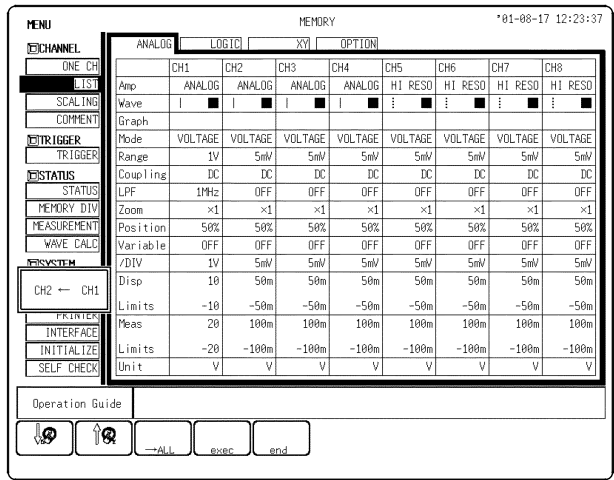 MENU MEMORY '01-08-17 12:23:37
CHANNEL
ONE CH
LIST
SCALING
COMMENT
TRIGGER
TRIGGER
STATUS
STATUS
MEMORY DIV
MEASUREMENT
WAVE CALC
SYSTEM
CH2 ← CH1
PRINTER
INTERFACE
INITIALIZE
SELF CHECK
ANALOG LOGIC XY OPTION
CH1 CH2 CH3 CH4 CH5 CH6 CH7 CH8
Amp ANALOG ANALOG ANALOG ANALOG HI RESO HI RESO HI RESO HI RESO
Wave
Graph
Mode VOLTAGE VOLTAGE VOLTAGE VOLTAGE VOLTAGE VOLTAGE VOLTAGE VOLTAGE
Range 1V 5mV 5mV 5mV 5mV 5mV 5mV 5mV
Coupling DC DC DC DC DC DC DC DC
LPF 1MHz OFF OFF OFF OFF OFF OFF OFF
Zoom ×1 ×1 ×1 ×1 ×1 ×1 ×1 ×1
Position 50% 50% 50% 50% 50% 50% 50% 50%
Variable OFF OFF OFF OFF OFF OFF OFF OFF
/DIV 1V 5mV 5mV 5mV 5mV 5mV 5mV 5mV
Disp 10 50m 50m 50m 50m 50m 50m 50m
Limits -10 -50m -50m -50m -50m -50m -50m -50m
Meas 20 100m 100m 100m 100m 100m 100m 100m
Limits -20 -100m -100m -100m -100m -100m -100m -100m
Unit V V V V V V V V
Operation Guide
→ALL exec end